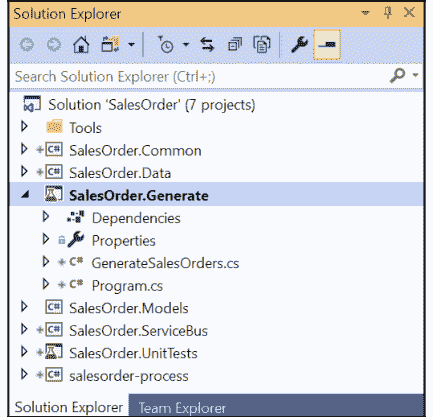 Solution Explorer
Search Solution Explorer (Ctrl+;)
Solution 'SalesOrder' (7 projects)
Tools
C# SalesOrder.Common
C# SalesOrder.Data
SalesOrder.Generate
Dependencies
Properties
C# GenerateSalesOrders.cs
C# Program.cs
C# SalesOrder.Models
C# SalesOrder.ServiceBus
SalesOrder.UnitTests
C# salesorder-process
Solution Explorer Team Explorer